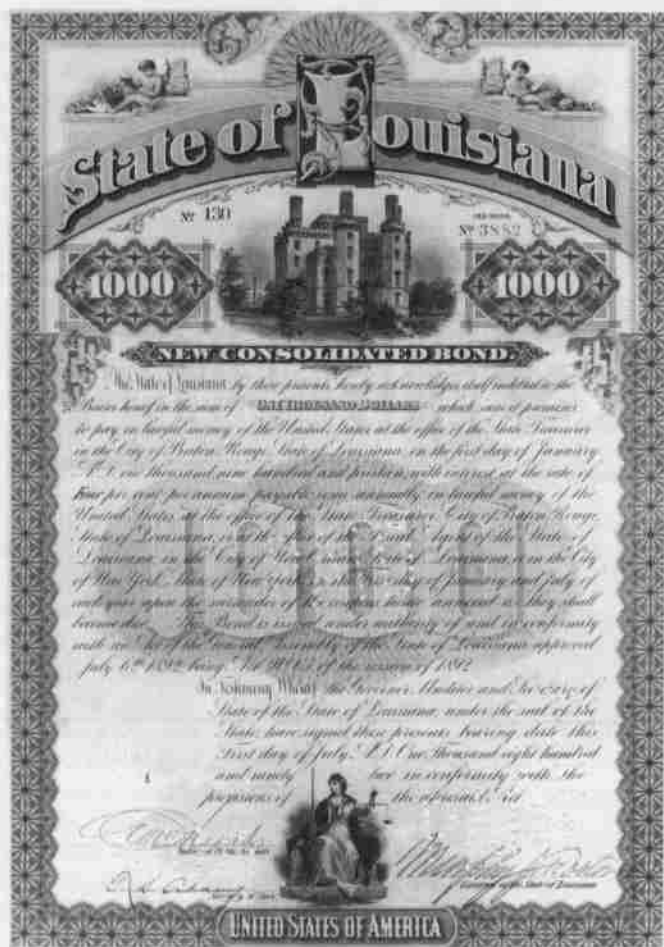 State of Louisiana
No 130
No 3882
1000 1000
NEW CONSOLIDATED BOND.
The State of Louisiana by these presents hereby acknowledges itself indebted to the
Bearer hereof in the sum of ONE THOUSAND DOLLARS which sum it promises
to pay in lawful money of the United States at the office of the State Treasurer
in the City of Baton Rouge, State of Louisiana, on the first day of January
A.D. one thousand nine hundred and fourteen, with interest at the rate of
Four per cent per annum payable semi annually in lawful money of the
United States, at the office of the State Treasurer, City of Baton Rouge,
State of Louisiana, or at the office of the Fiscal Agent of the State of
Louisiana in the City of New Orleans, State of Louisiana, or in the City
of New York, State of New York, on the first day of January and July of
each year upon the surrender of the coupons hereto annexed as they shall
become due. This Bond is issued under authority of and in conformity
with an Act of the General Assembly of the State of Louisiana approved
July 6th 1892 being Act No of the session of 1892
In Testimony Whereof the Governor, Auditor and Secretary of
State of the State of Louisiana, under the seal of the
State, have signed these presents bearing date this
First day of July, A.D. One Thousand eight hundred
and ninety two in conformity with the
provisions of the aforesaid Act
UNITED STATES OF AMERICA